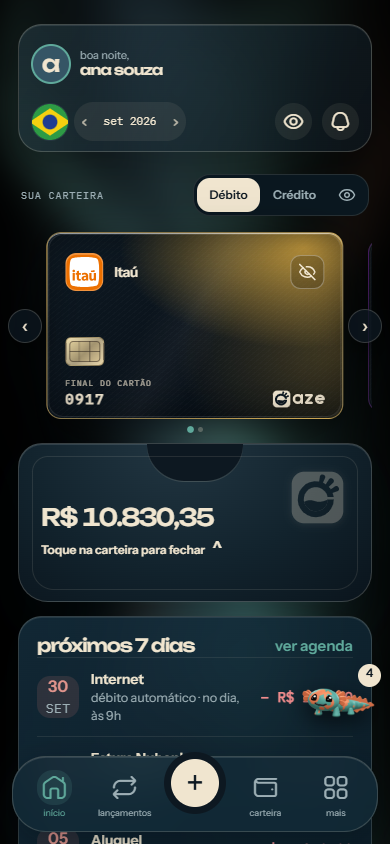 a
boa noite,
ana souza
‹ set 2026 ›
SUA CARTEIRA
Débito
Crédito
itaú
Itaú
FINAL DO CARTÃO
0917
aze
R$ 10.830,35
Toque na carteira para fechar ^
próximos 7 dias
ver agenda
30
SET
Internet
débito automático · no dia,
às 9h
− R$
4
+
início
lançamentos
carteira
mais
05
Aluguel